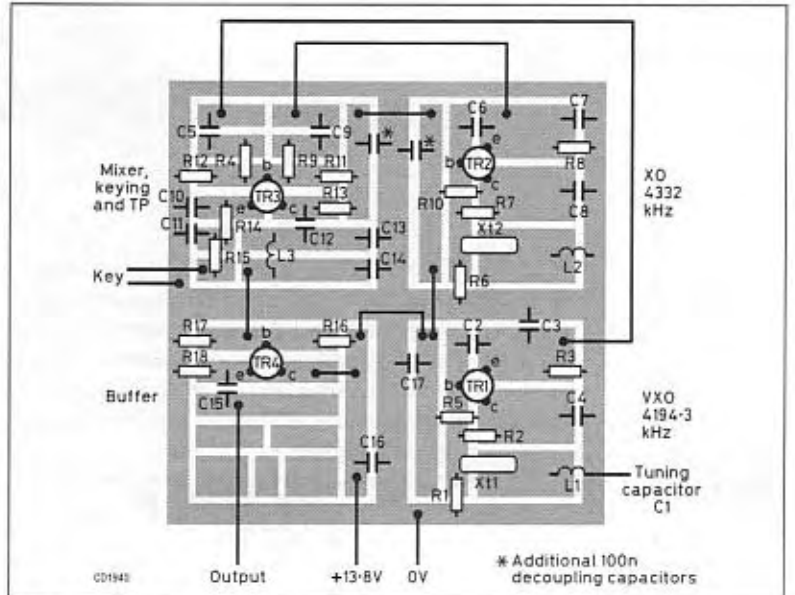 C5
C9
*
*
C6
C7
e
b
TR2
c
R8
R12
R4
R9
R11
b
TR3
e
c
R13
R10
R7
C8
Mixer,
keying
and TP
C10
C11
R14
R15
C12
C13
C14
L3
Xt2
R6
L2
XO
4332
kHz
Key
R17
R18
b
TR4
e
c
R16
C15
C17
C2
C3
e
b
TR1
c
R3
R5
R2
C4
Buffer
VXO
4194·3
kHz
C16
Xt1
R1
L1
Tuning
capacitor
C1
CD1940
Output
+13·8V
0V
* Additional 100n
decoupling capacitors